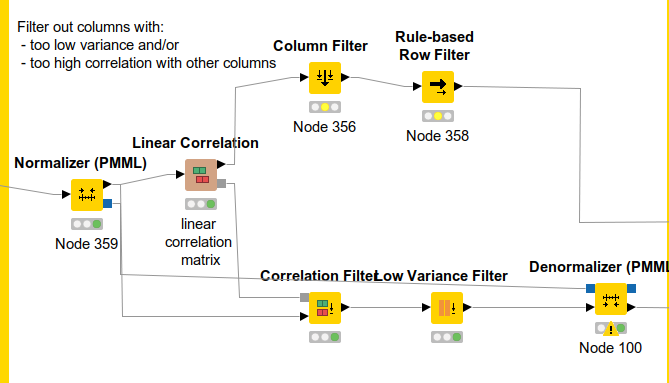 Filter out columns with:
- too low variance and/or
- too high correlation with other columns
Column Filter
Node 356
Rule-based
Row Filter
Node 358
Linear Correlation
linear
correlation
matrix
Normalizer (PMML)
Node 359
Correlation Filter
Low Variance Filter
Denormalizer (PMML
Node 100